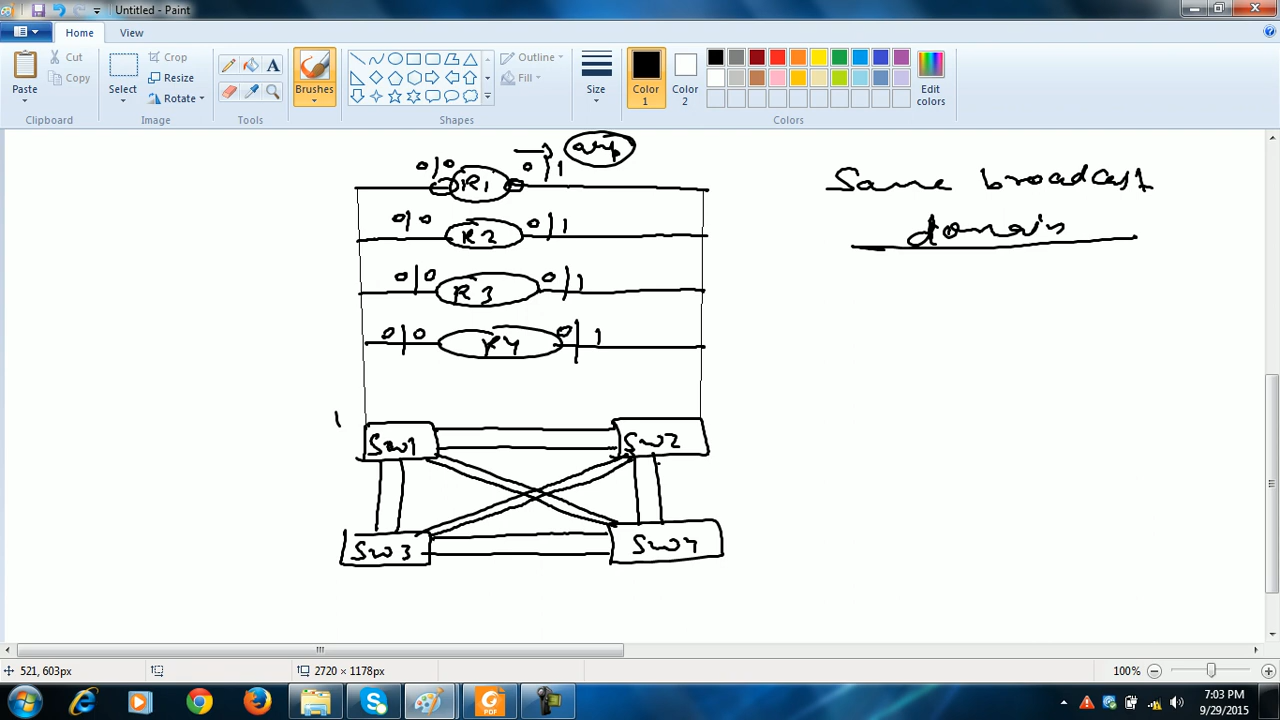 Untitled - Paint
Home View
Paste
Cut
Copy
Select
Crop
Resize
Rotate
Brushes
Outline
Fill
Size
Color 1
Color 2
Edit colors
Clipboard
Image
Tools
Shapes
Colors
arp
0/0 R1 0/1
0/0 R2 0/1
0/0 R3 0/1
0/0 R4 0/1
Same broadcast
domain
SW1 SW2
SW3 SW4
521, 603px
2720 × 1178px
100%
PDF
7:03 PM
9/29/2015